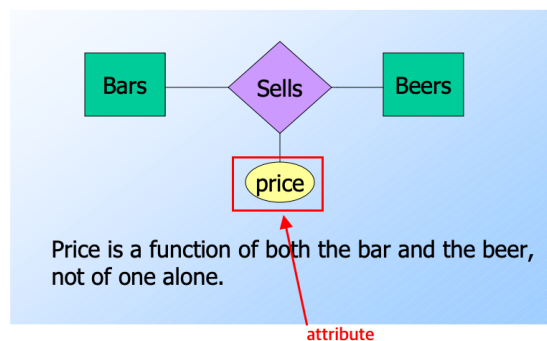 Bars
Sells
Beers
price
Price is a function of both the bar and the beer,
not of one alone.
attribute